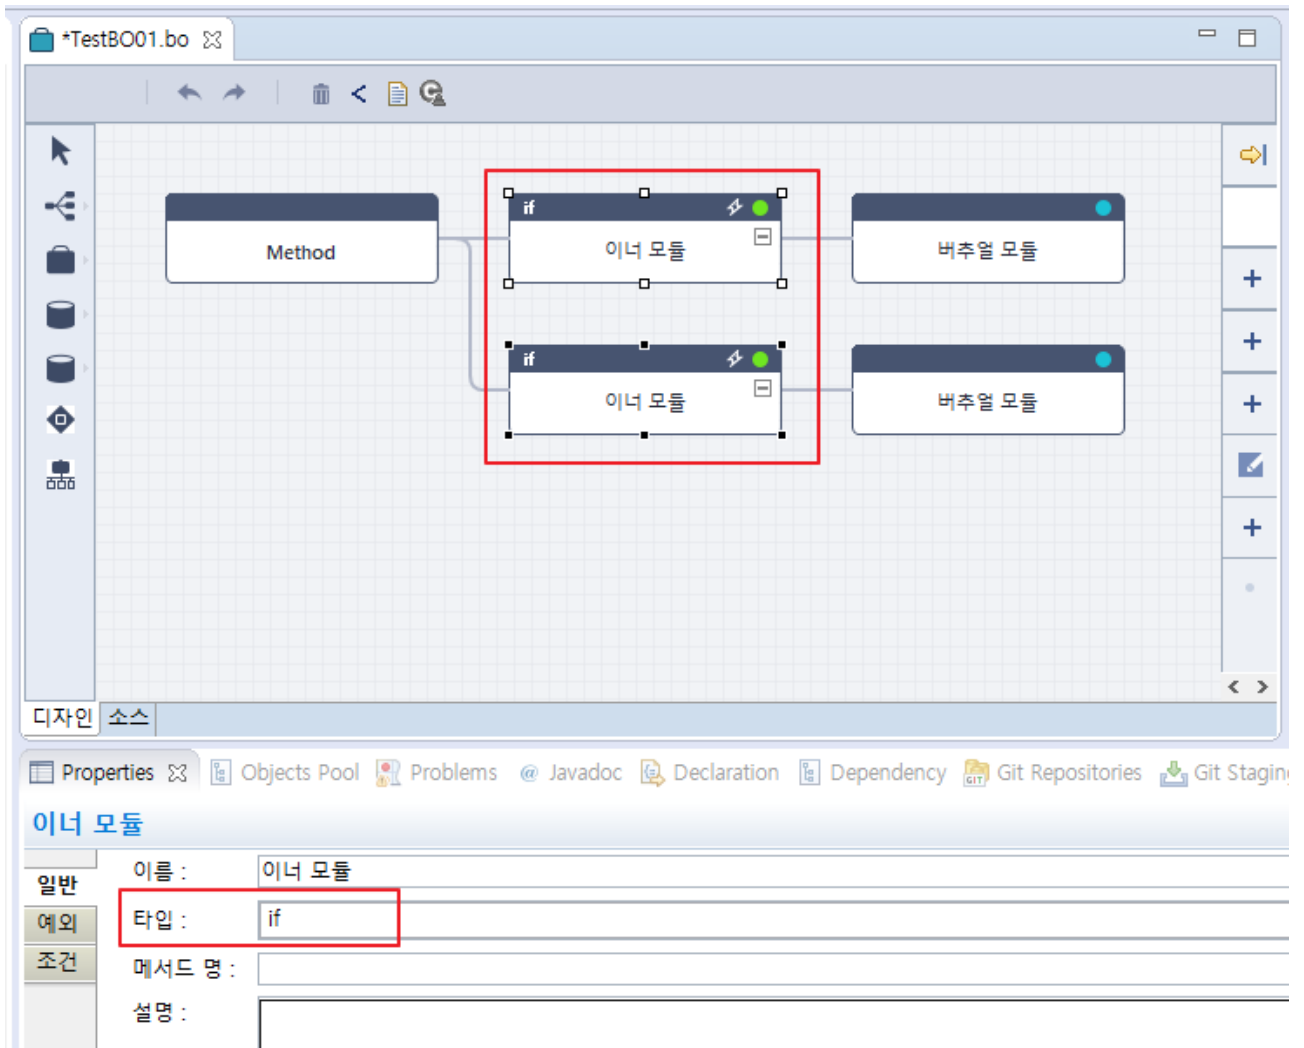 *TestBO01.bo
Method
if
이너 모듈
버추얼 모듈
if
이너 모듈
버추얼 모듈
디자인 소스
Properties Objects Pool Problems @ Javadoc Declaration Dependency Git Repositories Git Staging
이너 모듈
일반
예외
조건
이름 : 이너 모듈
타입 : if
메서드 명 :
설명 :